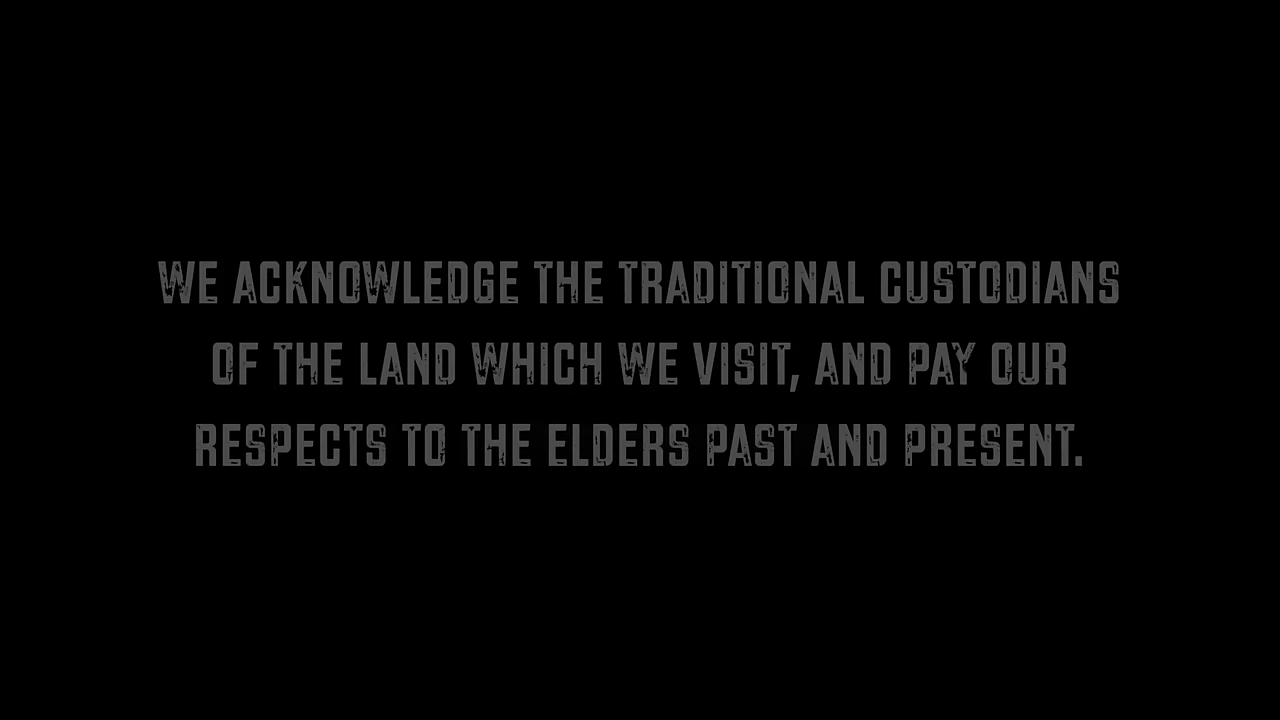 WE ACKNOWLEDGE THE TRADITIONAL CUSTODIANS
OF THE LAND WHICH WE VISIT, AND PAY OUR
RESPECTS TO THE ELDERS PAST AND PRESENT.